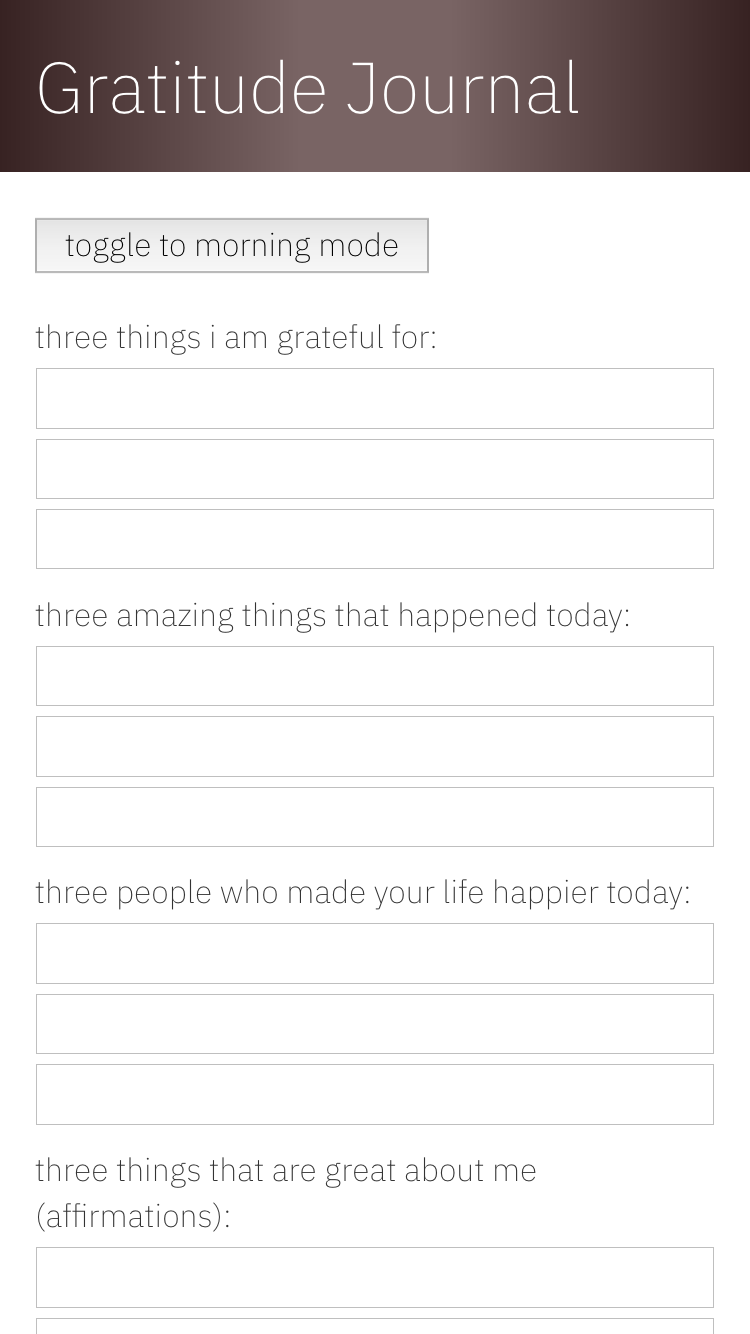 Gratitude Journal
toggle to morning mode
three things i am grateful for:
three amazing things that happened today:
three people who made your life happier today:
three things that are great about me
(affirmations):